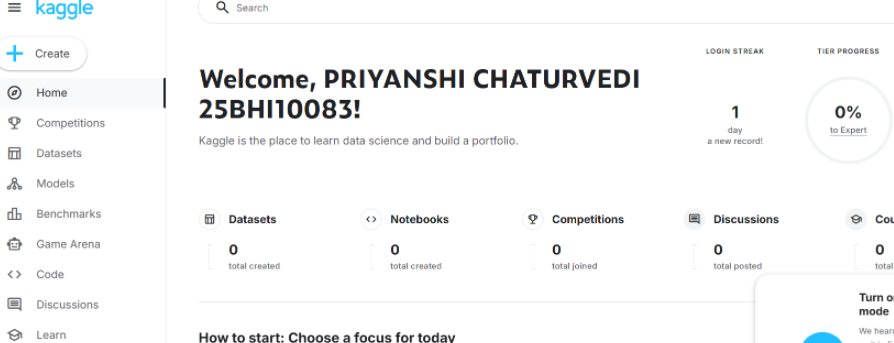 kaggle
Search
Create
Home
Competitions
Datasets
Models
Benchmarks
Game Arena
Code
Discussions
Learn
Welcome, PRIYANSHI CHATURVEDI
25BHI10083!
Kaggle is the place to learn data science and build a portfolio.
LOGIN STREAK
1
day
a new record!
TIER PROGRESS
0%
to Expert
Datasets
0
total created
Notebooks
0
total created
Competitions
0
total joined
Discussions
0
total posted
Cou
0
total
How to start: Choose a focus for today
Turn o
mode
We hear